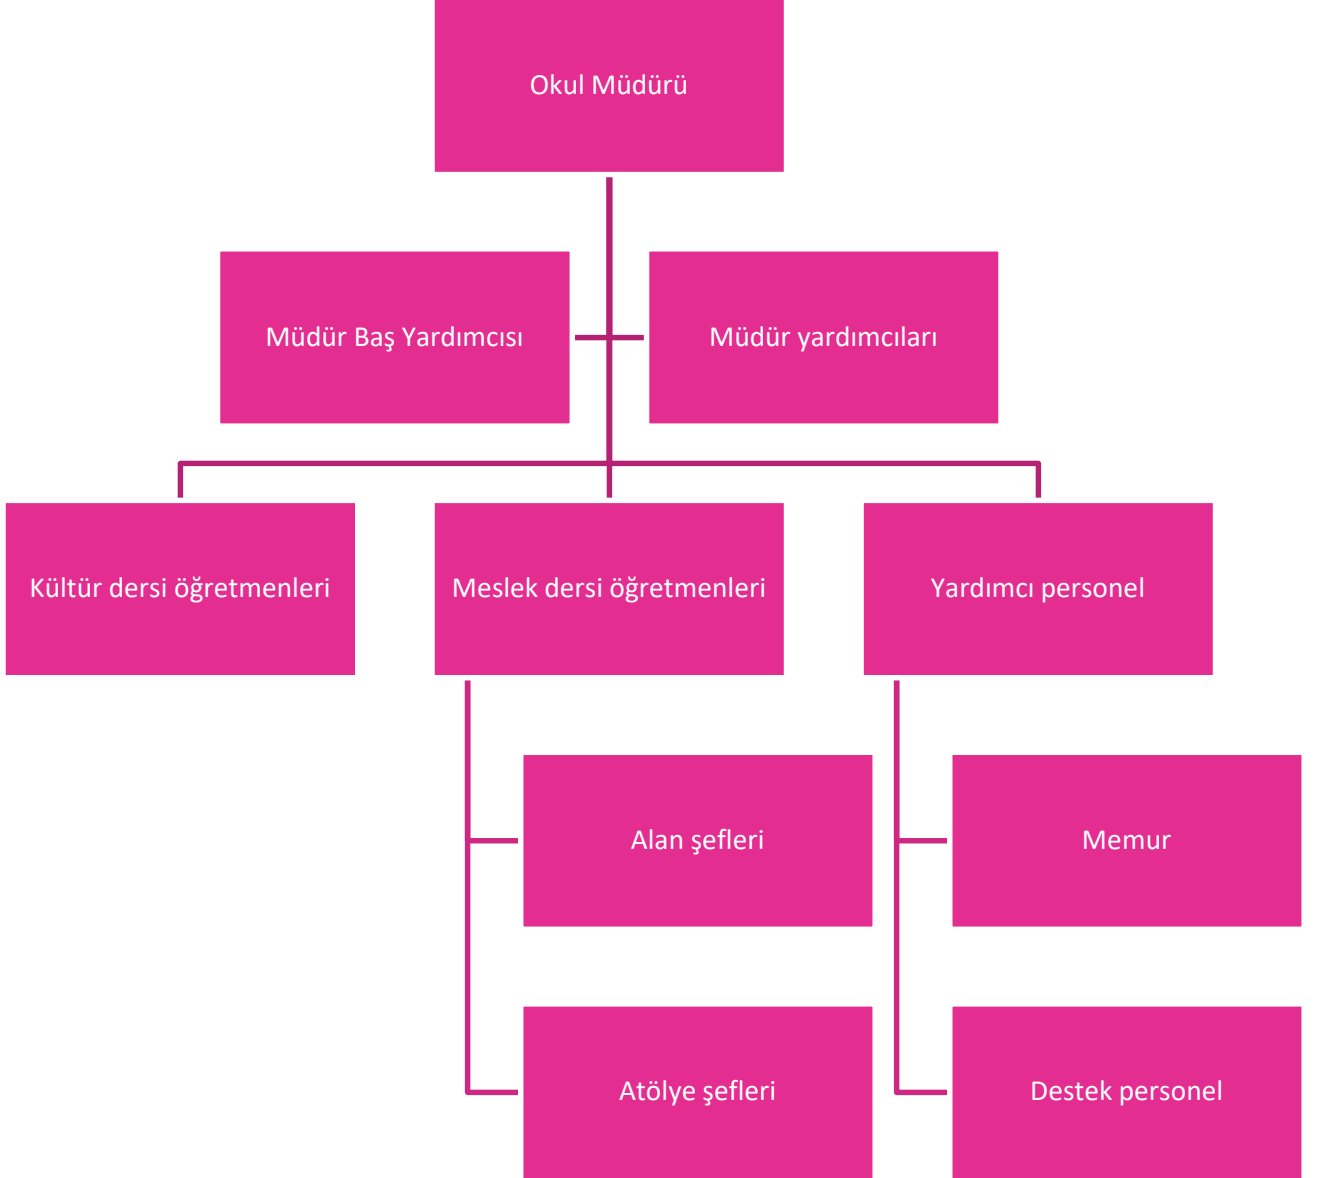 Okul Müdürü
Müdür Baş Yardımcısı
Müdür yardımcıları
Kültür dersi öğretmenleri
Meslek dersi öğretmenleri
Yardımcı personel
Alan şefleri
Memur
Atölye şefleri
Destek personel